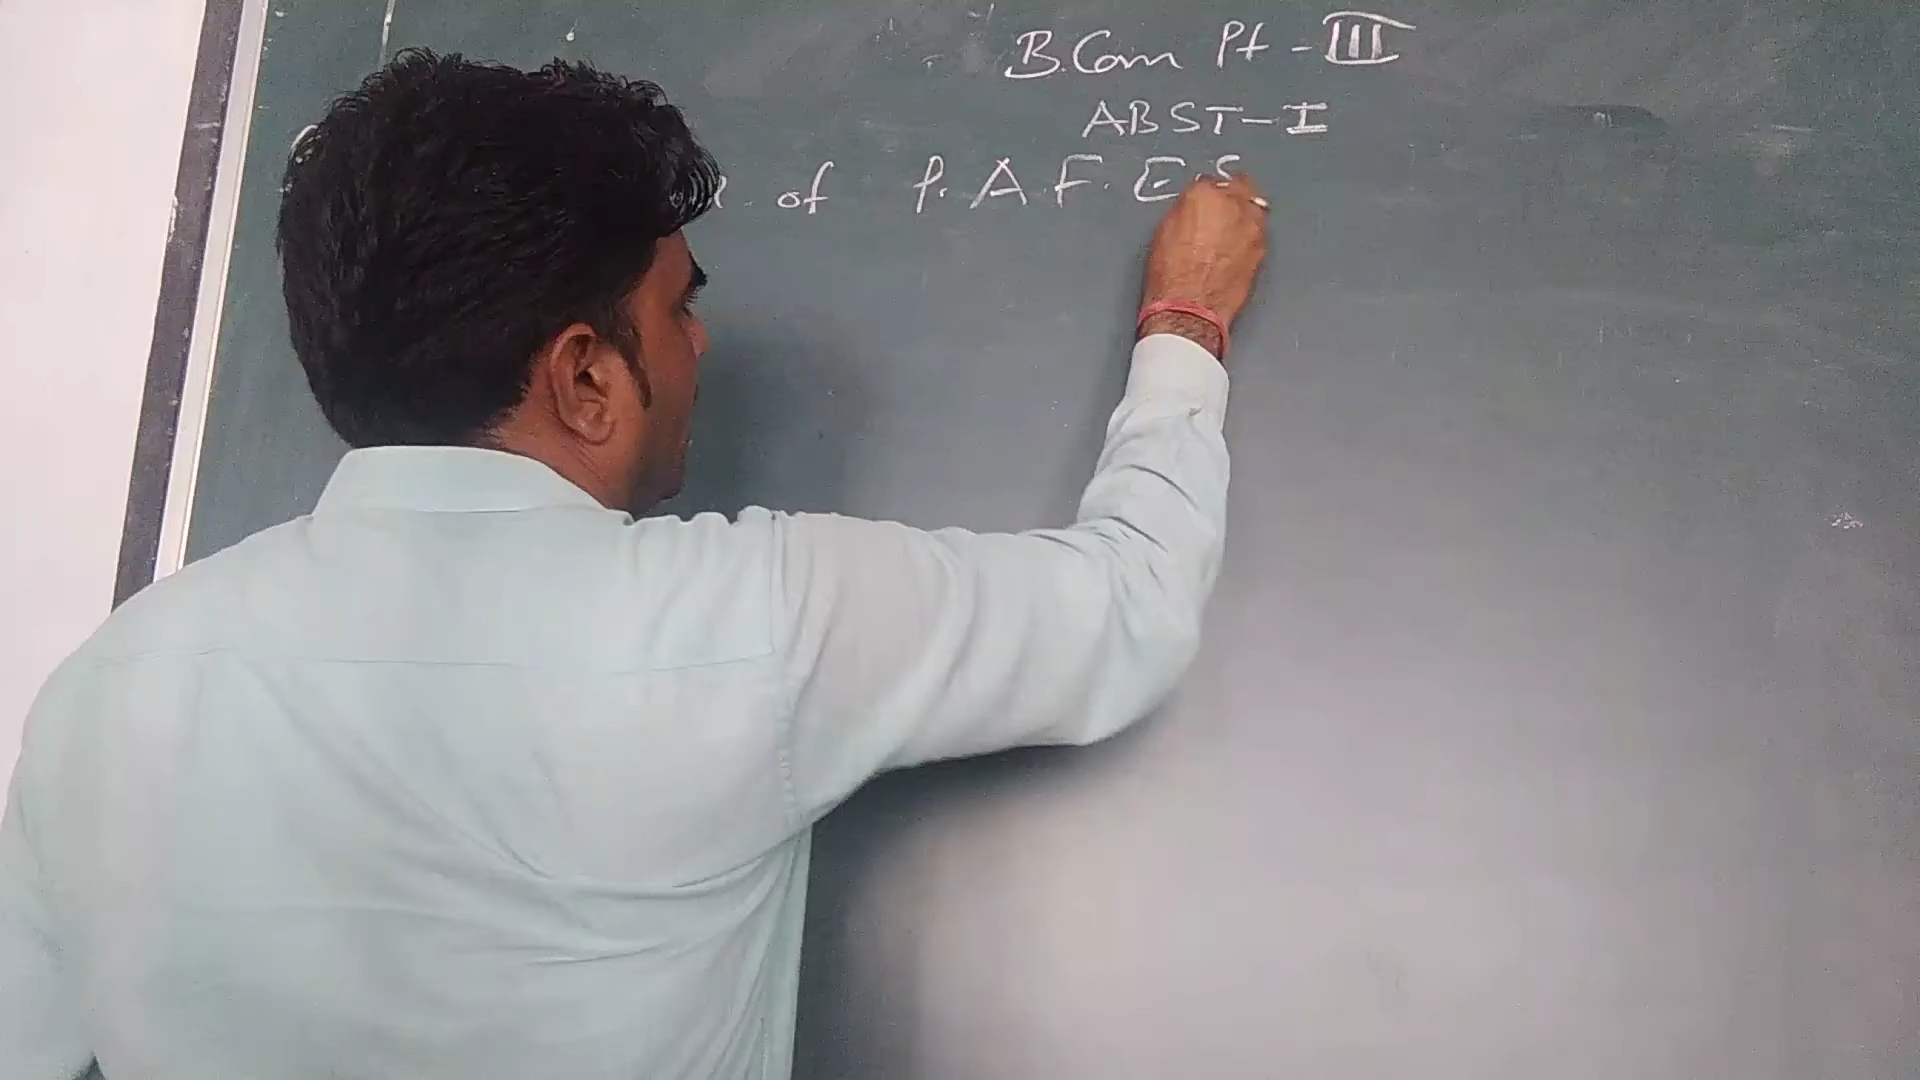 B.Com Pt - III
ABST-I
of P.A.F.E.S